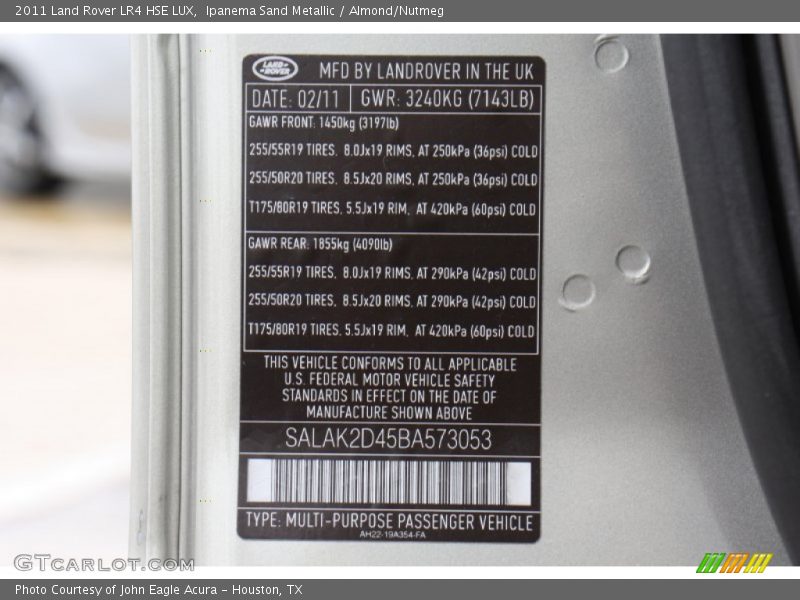 2011 Land Rover LR4 HSE LUX,  Ipanema Sand Metallic / Almond/Nutmeg
LAND ROVER
MFD BY LANDROVER IN THE UK
DATE: 02/11 GWR: 3240KG (7143LB)
GAWR FRONT: 1450kg (3197lb)
255/55R19 TIRES, 8.0Jx19 RIMS, AT 250kPa (36psi) COLD
255/50R20 TIRES, 8.5Jx20 RIMS, AT 250kPa (36psi) COLD
T175/80R19 TIRES, 5.5Jx19 RIM, AT 420kPa (60psi) COLD
GAWR REAR: 1855kg (4090lb)
255/55R19 TIRES, 8.0Jx19 RIMS, AT 290kPa (42psi) COLD
255/50R20 TIRES, 8.5Jx20 RIMS, AT 290kPa (42psi) COLD
T175/80R19 TIRES, 5.5Jx19 RIM, AT 420kPa (60psi) COLD
THIS VEHICLE CONFORMS TO ALL APPLICABLE
U.S. FEDERAL MOTOR VEHICLE SAFETY
STANDARDS IN EFFECT ON THE DATE OF
MANUFACTURE SHOWN ABOVE
SALAK2D45BA573053
TYPE: MULTI-PURPOSE PASSENGER VEHICLE
AH22-19A354-FA
GTCARLOT.COM
Photo Courtesy of John Eagle Acura - Houston, TX